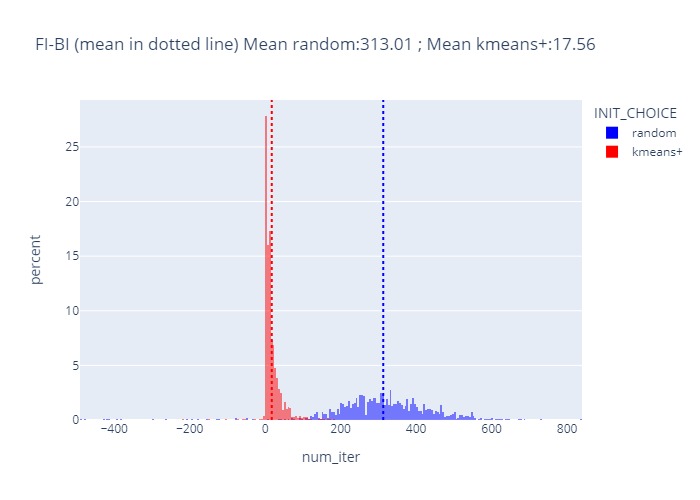 FI-BI (mean in dotted line) Mean random:313.01 ; Mean kmeans+:17.56
INIT_CHOICE
random
kmeans+
percent
25
20
15
10
5
0
−400 −200 0 200 400 600 800
num_iter